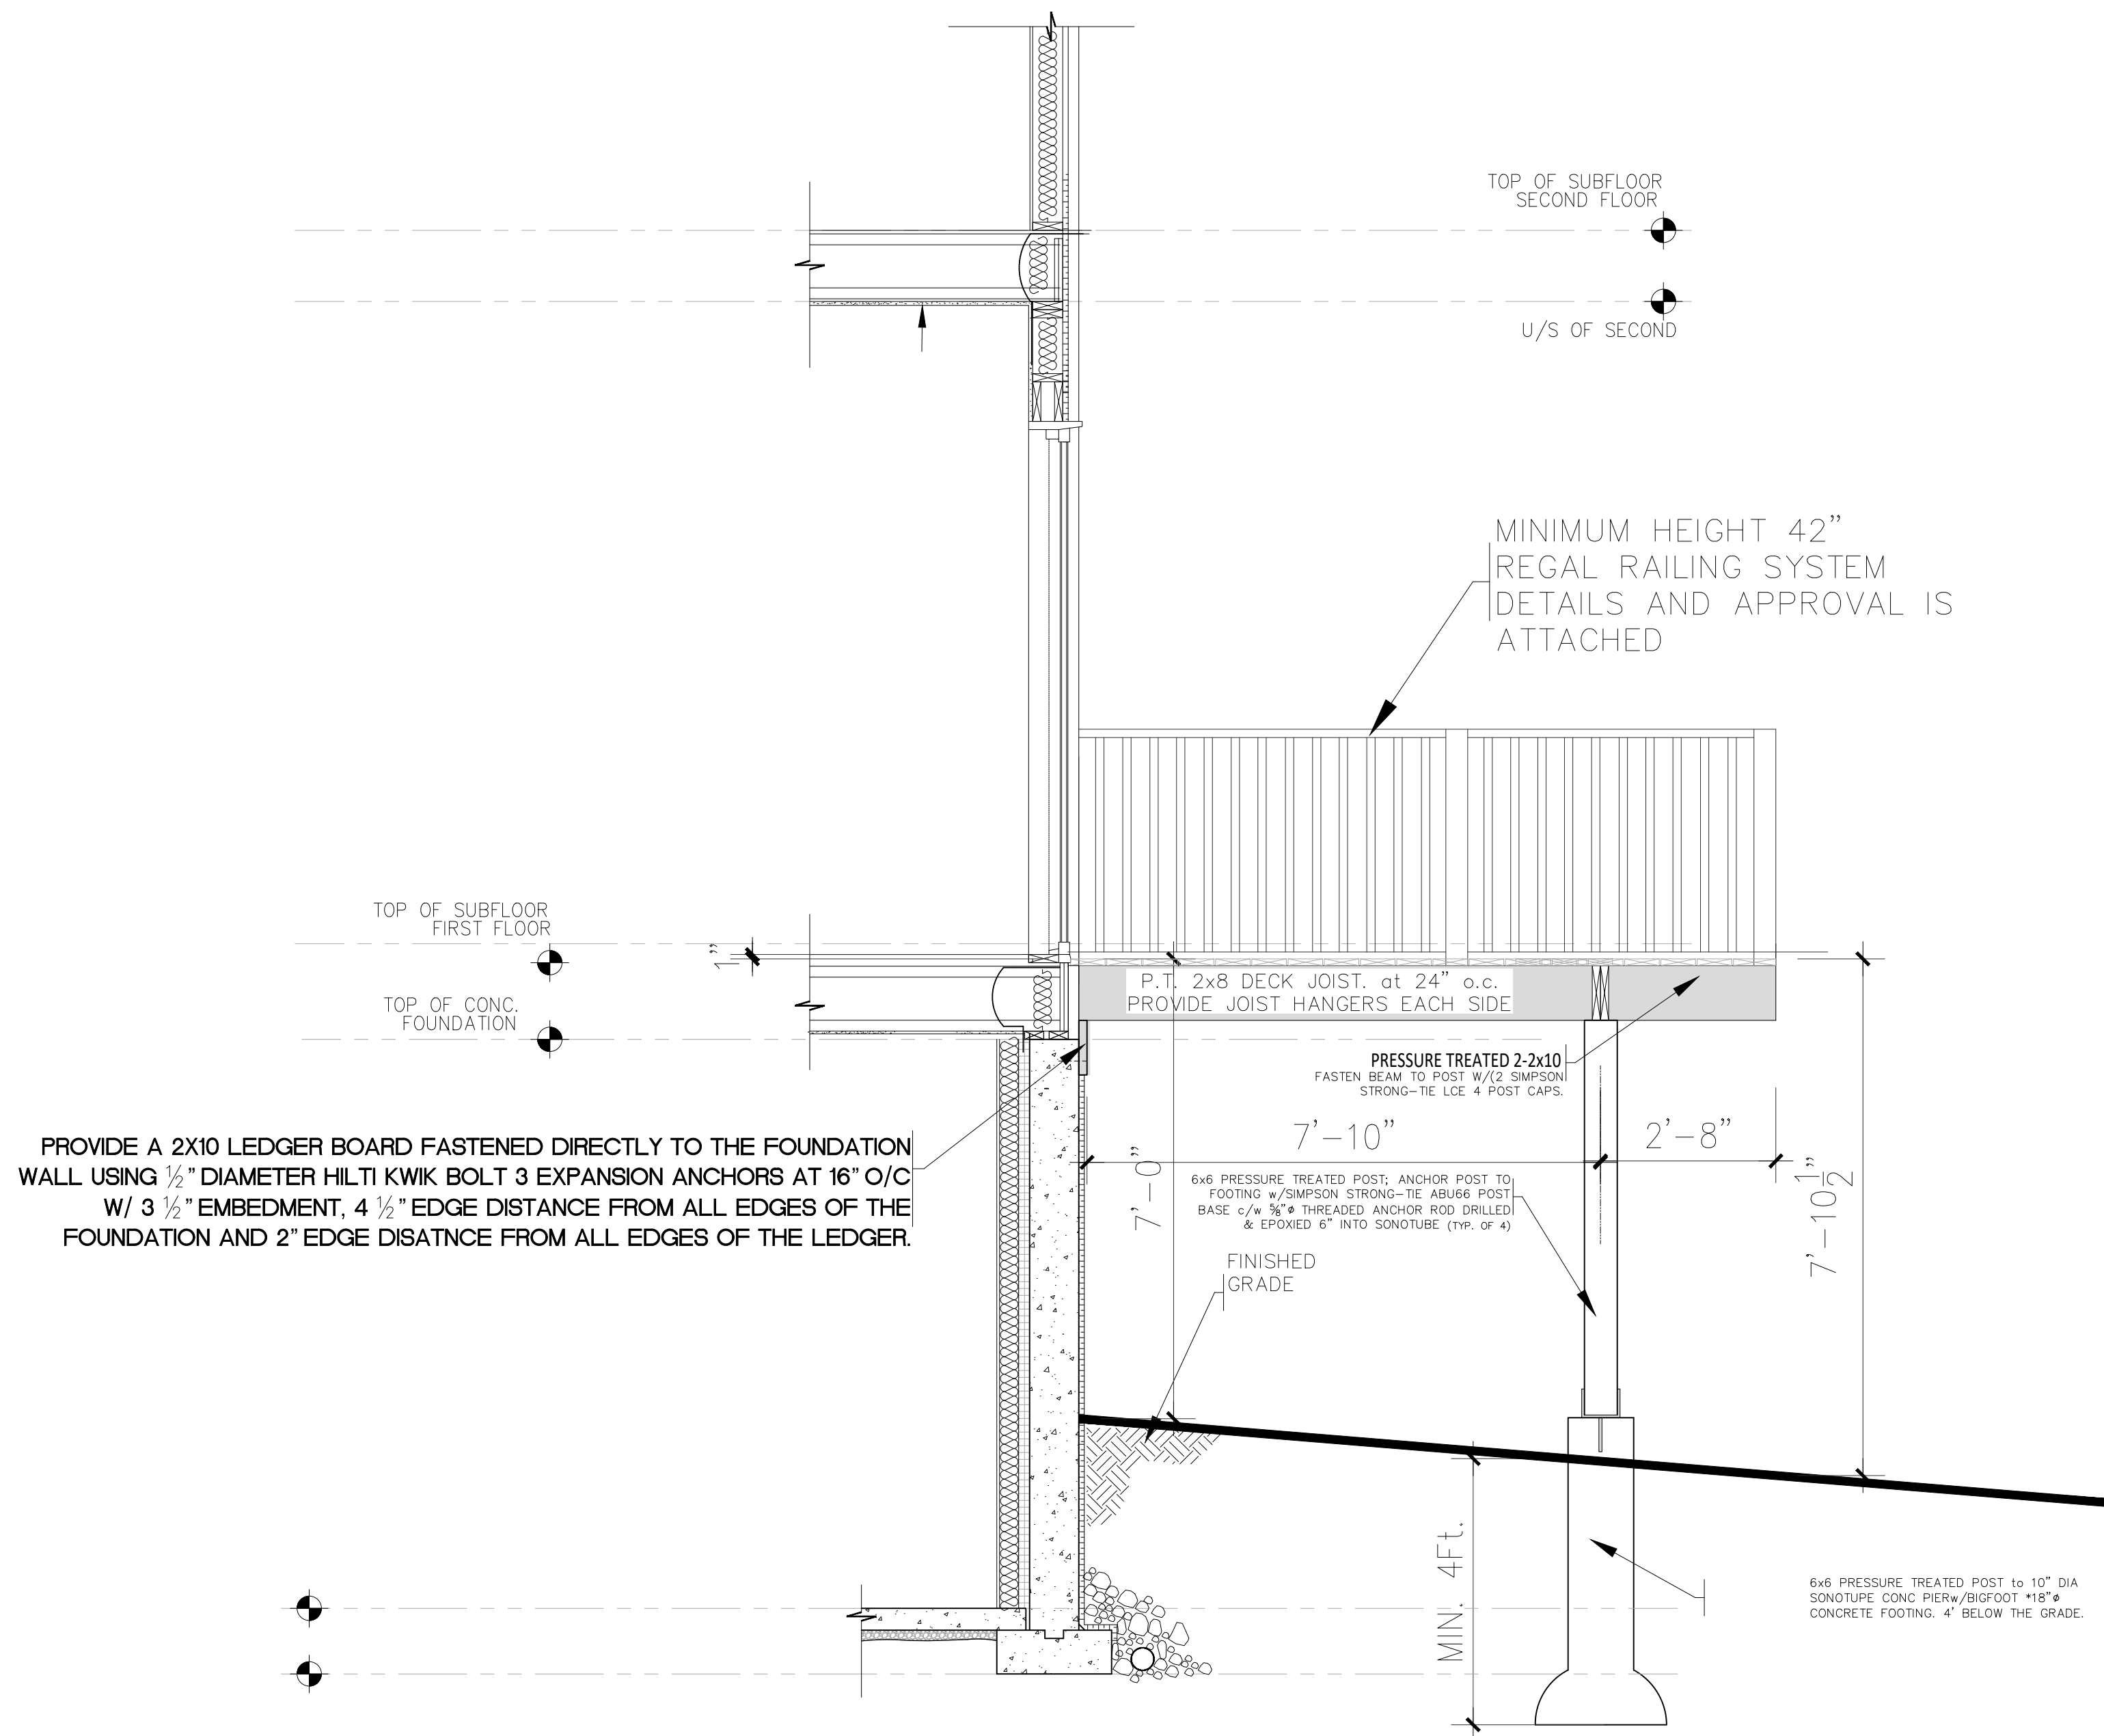 TOP OF SUBFLOOR
SECOND FLOOR
U/S OF SECOND
MINIMUM HEIGHT 42"
REGAL RAILING SYSTEM
DETAILS AND APPROVAL IS
ATTACHED
TOP OF SUBFLOOR
FIRST FLOOR
1"
TOP OF CONC.
FOUNDATION
P.T. 2x8 DECK JOIST. at 24" o.c.
PROVIDE JOIST HANGERS EACH SIDE
PRESSURE TREATED 2-2x10
FASTEN BEAM TO POST W/(2 SIMPSON
STRONG-TIE LCE 4 POST CAPS.
PROVIDE A 2X10 LEDGER BOARD FASTENED DIRECTLY TO THE FOUNDATION
WALL USING ½" DIAMETER HILTI KWIK BOLT 3 EXPANSION ANCHORS AT 16" O/C
W/ 3 ½" EMBEDMENT, 4 ½" EDGE DISTANCE FROM ALL EDGES OF THE
FOUNDATION AND 2" EDGE DISATNCE FROM ALL EDGES OF THE LEDGER.
7'-10"
2'-8"
7'-0"
7'-10½"
6x6 PRESSURE TREATED POST; ANCHOR POST TO
FOOTING w/SIMPSON STRONG-TIE ABU66 POST
BASE c/w ⅝"ø THREADED ANCHOR ROD DRILLED
& EPOXIED 6" INTO SONOTUBE (TYP. OF 4)
FINISHED
GRADE
MIN. 4Ft.
6x6 PRESSURE TREATED POST to 10" DIA
SONOTUPE CONC PIERw/BIGFOOT *18"ø
CONCRETE FOOTING. 4' BELOW THE GRADE.